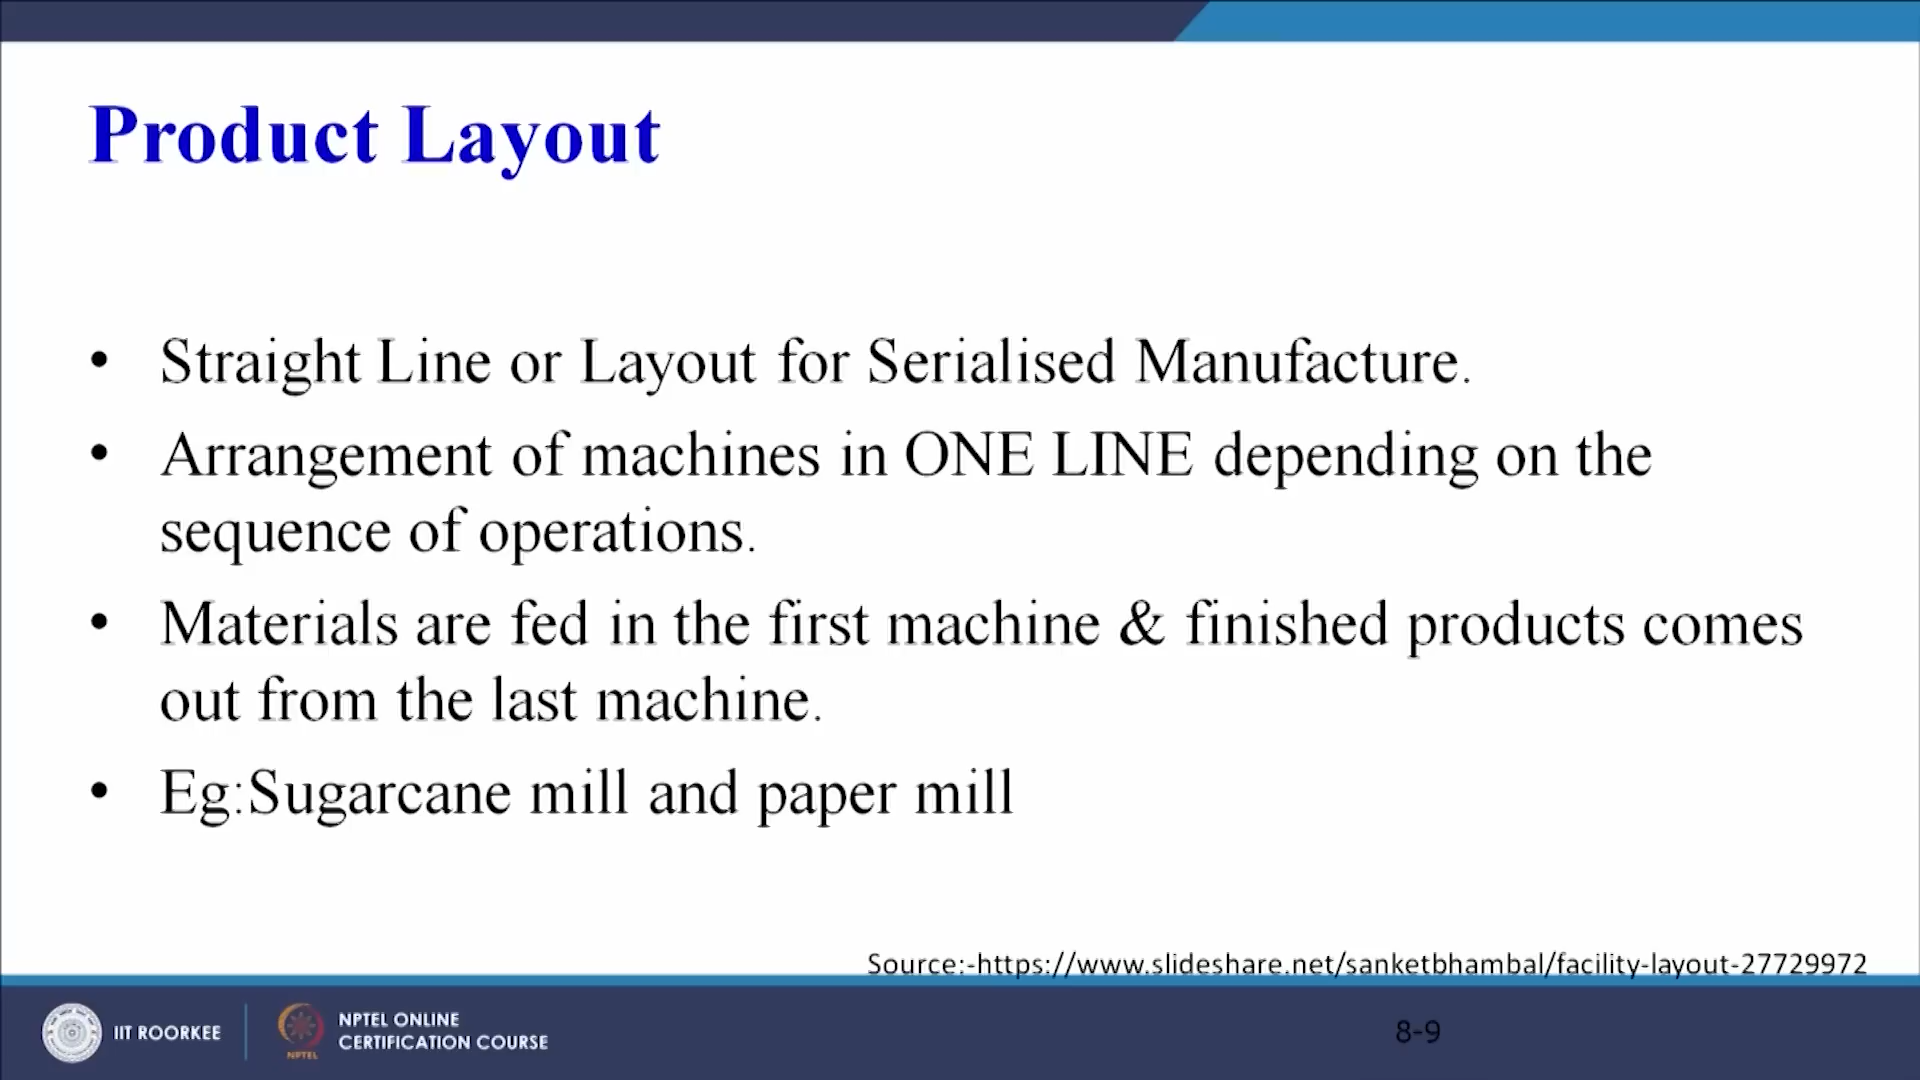 Product Layout
• Straight Line or Layout for Serialised Manufacture.
• Arrangement of machines in ONE LINE depending on the
sequence of operations.
• Materials are fed in the first machine & finished products comes
out from the last machine.
• Eg:Sugarcane mill and paper mill
Source:-https://www.slideshare.net/sanketbhambal/facility-layout-27729972
IIT ROORKEE
NPTEL
NPTEL ONLINE
CERTIFICATION COURSE
8-9